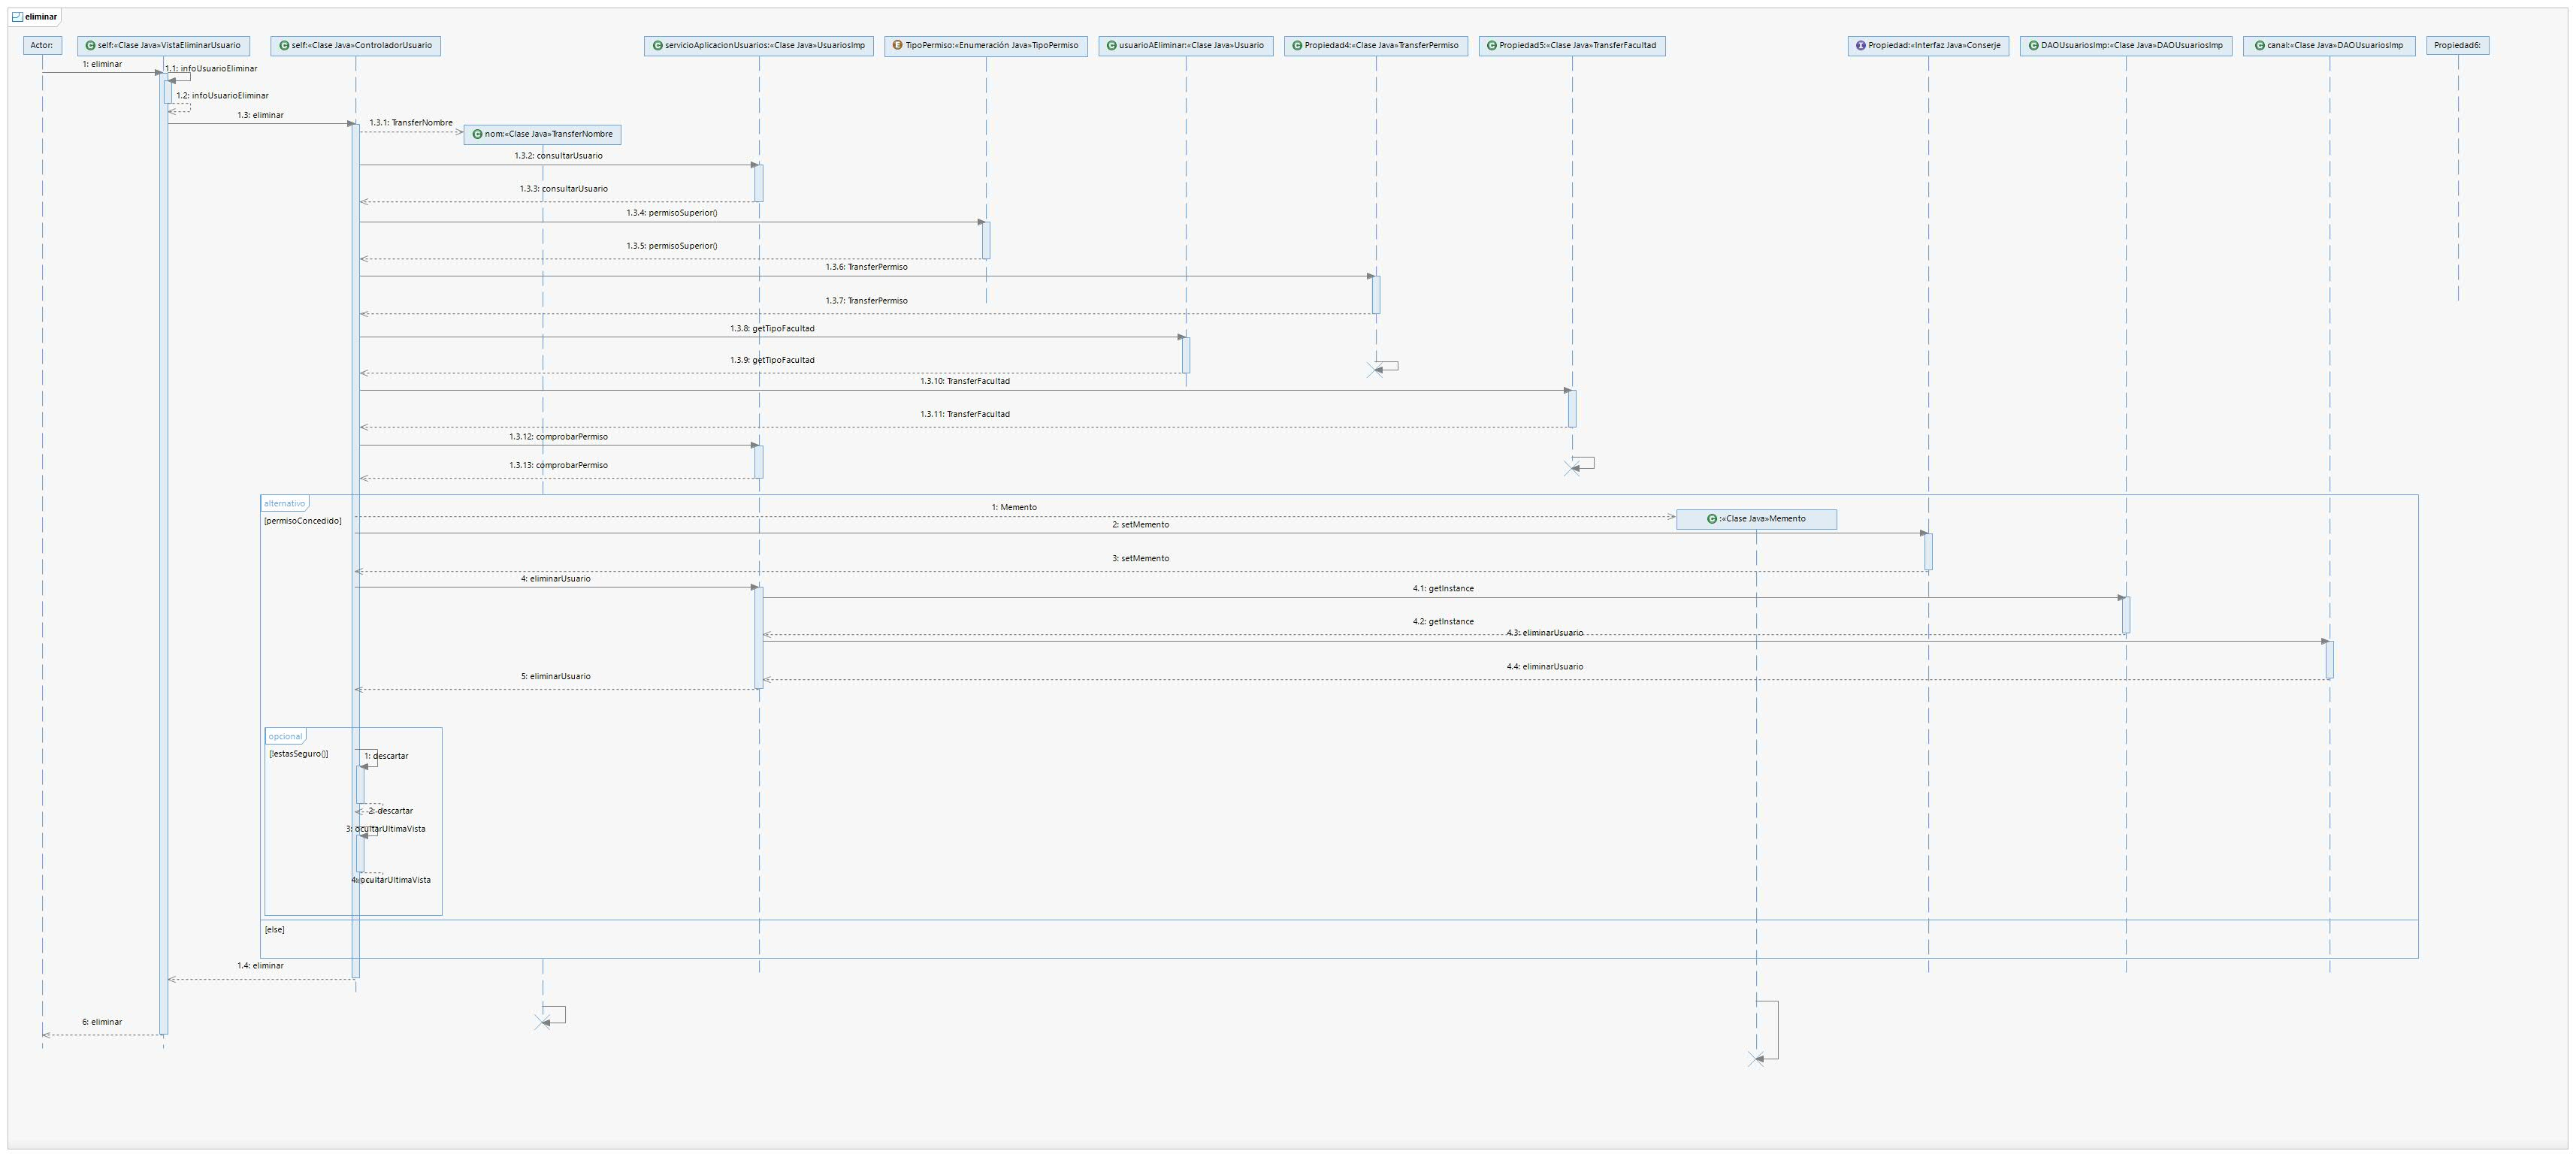 eliminar
Actor:
self:«Clase Java»VistaEliminarUsuario
self:«Clase Java»ControladorUsuario
servicioAplicacionUsuarios:«Clase Java»UsuariosImp
TipoPermiso:«Enumeración Java»TipoPermiso
usuarioAEliminar:«Clase Java»Usuario
Propiedad4:«Clase Java»TransferPermiso
Propiedad5:«Clase Java»TransferFacultad
Propiedad:«Interfaz Java»Conserje
DAOUsuariosImp:«Clase Java»DAOUsuariosImp
canal:«Clase Java»DAOUsuariosImp
Propiedad6:
1: eliminar
1.1: infoUsuarioEliminar
1.2: infoUsuarioEliminar
1.3: eliminar
1.3.1: TransferNombre
nom:«Clase Java»TransferNombre
1.3.2: consultarUsuario
1.3.3: consultarUsuario
1.3.4: permisoSuperior()
1.3.5: permisoSuperior()
1.3.6: TransferPermiso
1.3.7: TransferPermiso
1.3.8: getTipoFacultad
1.3.9: getTipoFacultad
1.3.10: TransferFacultad
1.3.11: TransferFacultad
1.3.12: comprobarPermiso
1.3.13: comprobarPermiso
alternativo
[permisoConcedido]
1: Memento
:«Clase Java»Memento
2: setMemento
3: setMemento
4: eliminarUsuario
4.1: getInstance
4.2: getInstance
4.3: eliminarUsuario
4.4: eliminarUsuario
5: eliminarUsuario
opcional
[!estasSeguro()]
1: descartar
2: descartar
3: ocultarUltimaVista
4: ocultarUltimaVista
[else]
1.4: eliminar
6: eliminar